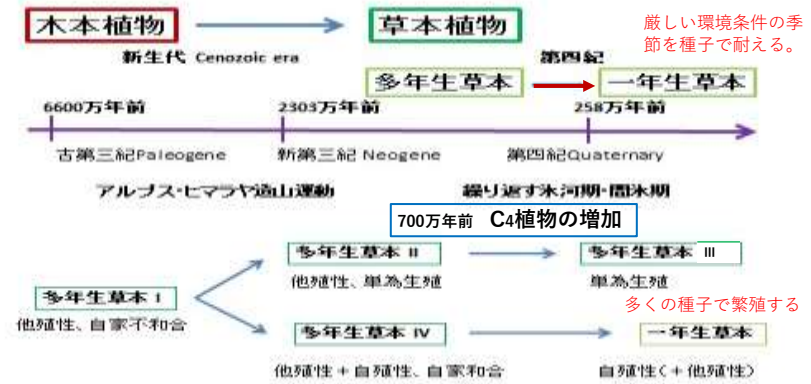 木本植物
草本植物
厳しい環境条件の季
節を種子で耐える。
新生代 Cenozoic era
第四紀
多年生草本
一年生草本
6600万年前
2303万年前
258万年前
古第三紀Paleogene
新第三紀 Neogene
第四紀Quaternary
アルプス・ヒマラヤ造山運動
繰り返す氷河期・間氷期
700万年前 C4植物の増加
多年生草本 II
多年生草本 III
他殖性、単為生殖
単為生殖
多年生草本 I
多くの種子で繁殖する
他殖性、自家不和合
多年生草本 IV
一年生草本
他殖性+自殖性、自家和合
自殖性(+他殖性)